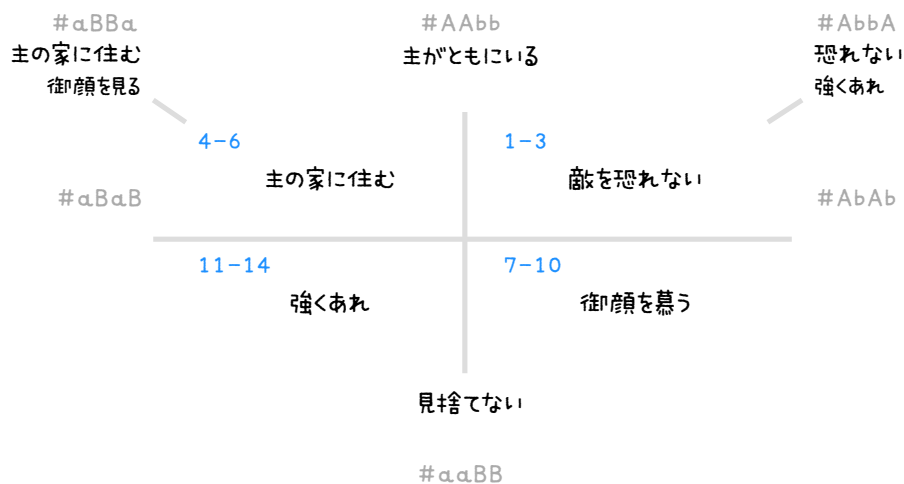 #aBBa
主の家に住む
御顔を見る
#AAbb
主がともにいる
#AbbA
恐れない
強くあれ
4-6
主の家に住む
1-3
敵を恐れない
#aBaB
#AbAb
11-14
強くあれ
7-10
御顔を慕う
見捨てない
#aaBB